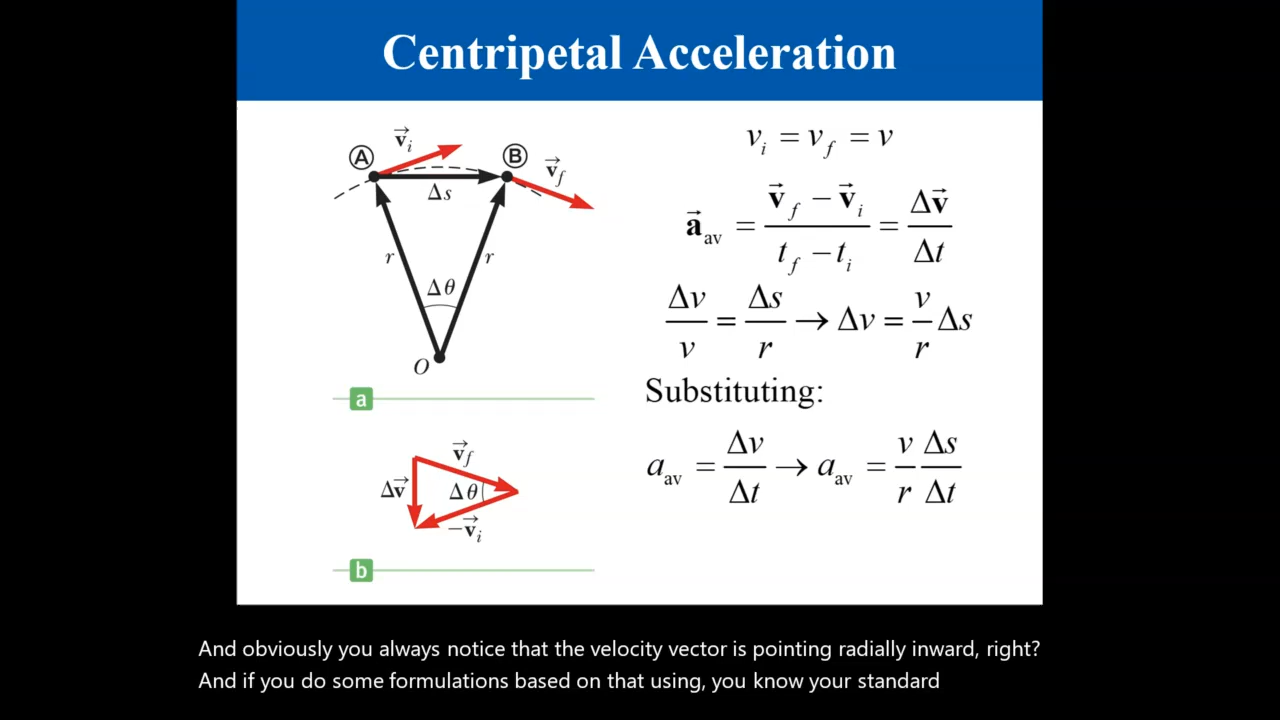 Centripetal Acceleration
Ⓐ v⃗ᵢ Ⓑ v⃗_f
Δs
r r
Δθ
O
a
v⃗_f
Δv⃗ Δθ
−v⃗ᵢ
b
vᵢ = v_f = v
a⃗_av = (v⃗_f − v⃗ᵢ)/(t_f − tᵢ) = Δv⃗/Δt
Δv/v = Δs/r → Δv = v/r Δs
Substituting:
a_av = Δv/Δt → a_av = v/r Δs/Δt
And obviously you always notice that the velocity vector is pointing radially inward, right?
And if you do some formulations based on that using, you know your standard